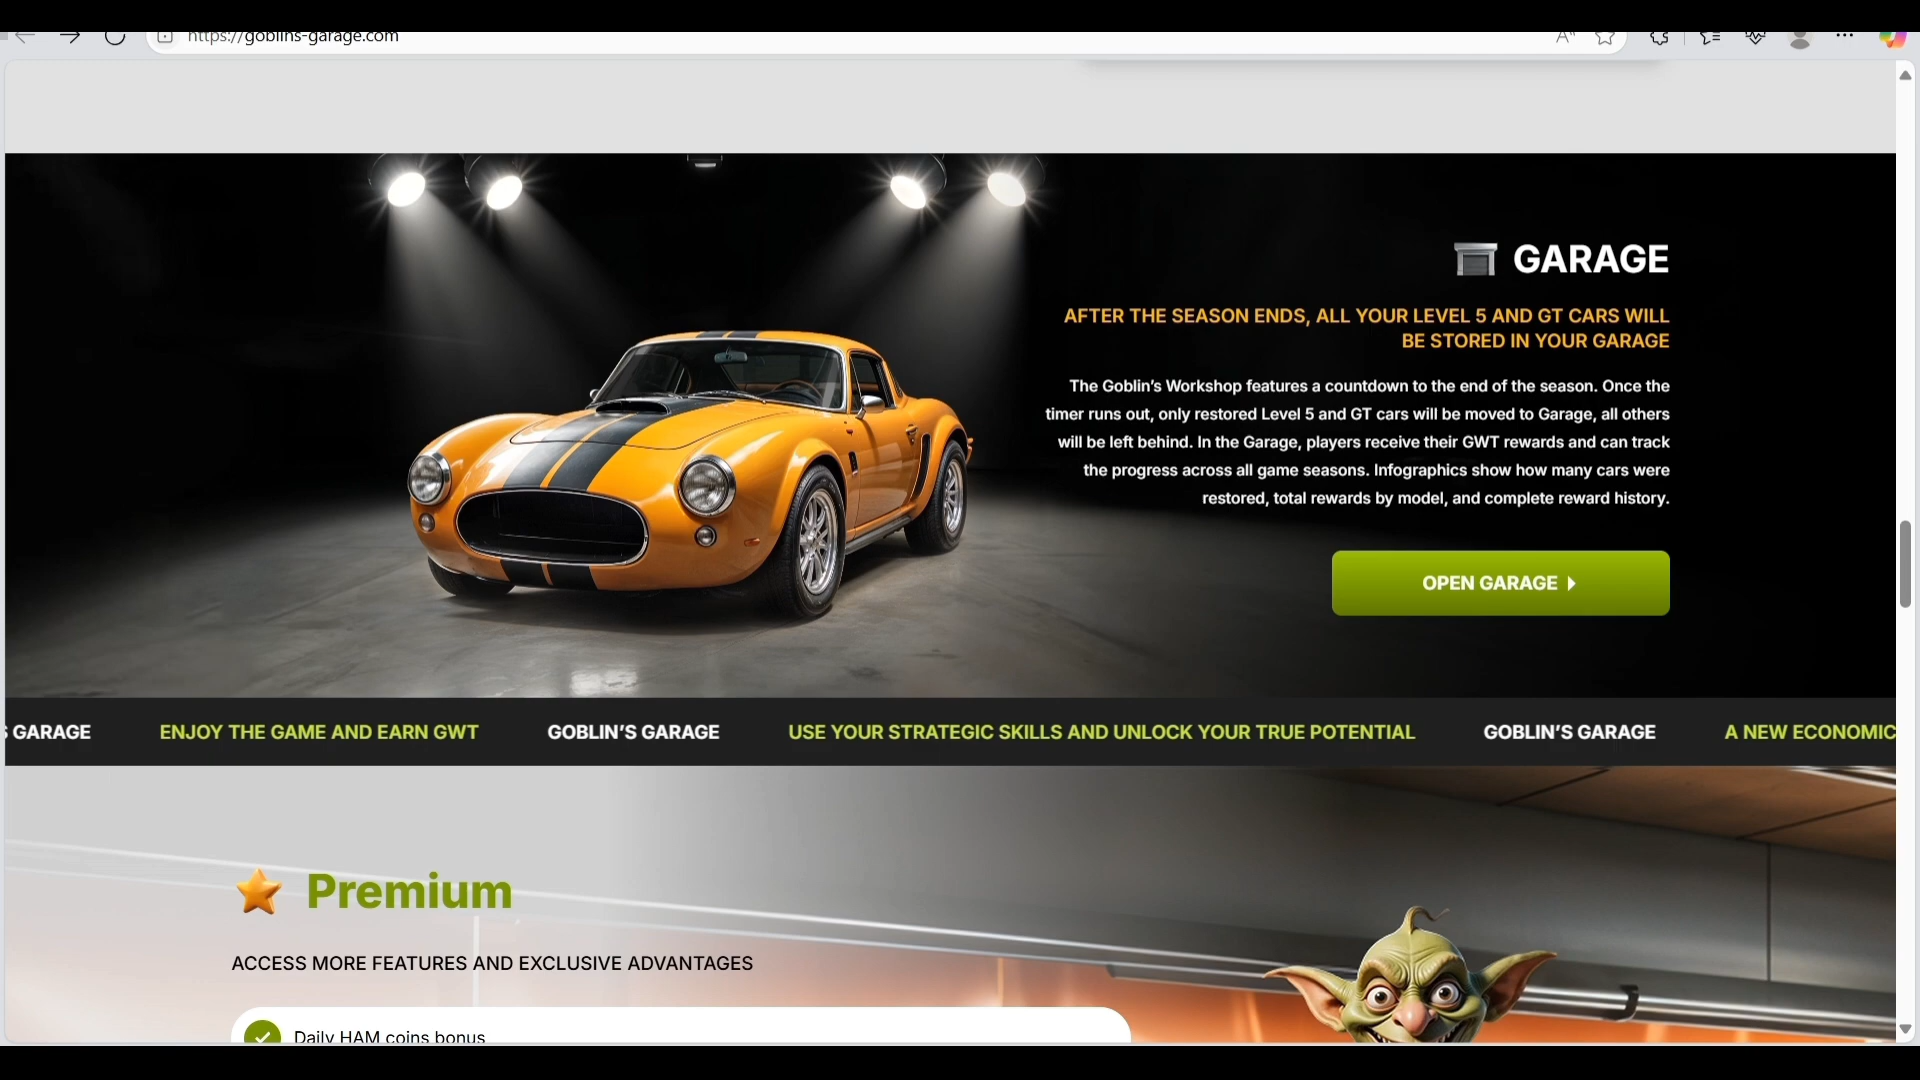 https://goblins-garage.com
GARAGE
AFTER THE SEASON ENDS, ALL YOUR LEVEL 5 AND GT CARS WILL
BE STORED IN YOUR GARAGE
The Goblin's Workshop features a countdown to the end of the season. Once the
timer runs out, only restored Level 5 and GT cars will be moved to Garage, all others
will be left behind. In the Garage, players receive their GWT rewards and can track
the progress across all game seasons. Infographics show how many cars were
restored, total rewards by model, and complete reward history.
OPEN GARAGE
S GARAGE ENJOY THE GAME AND EARN GWT GOBLIN'S GARAGE USE YOUR STRATEGIC SKILLS AND UNLOCK YOUR TRUE POTENTIAL GOBLIN'S GARAGE A NEW ECONOMIC
Premium
ACCESS MORE FEATURES AND EXCLUSIVE ADVANTAGES
Daily HAM coins bonus